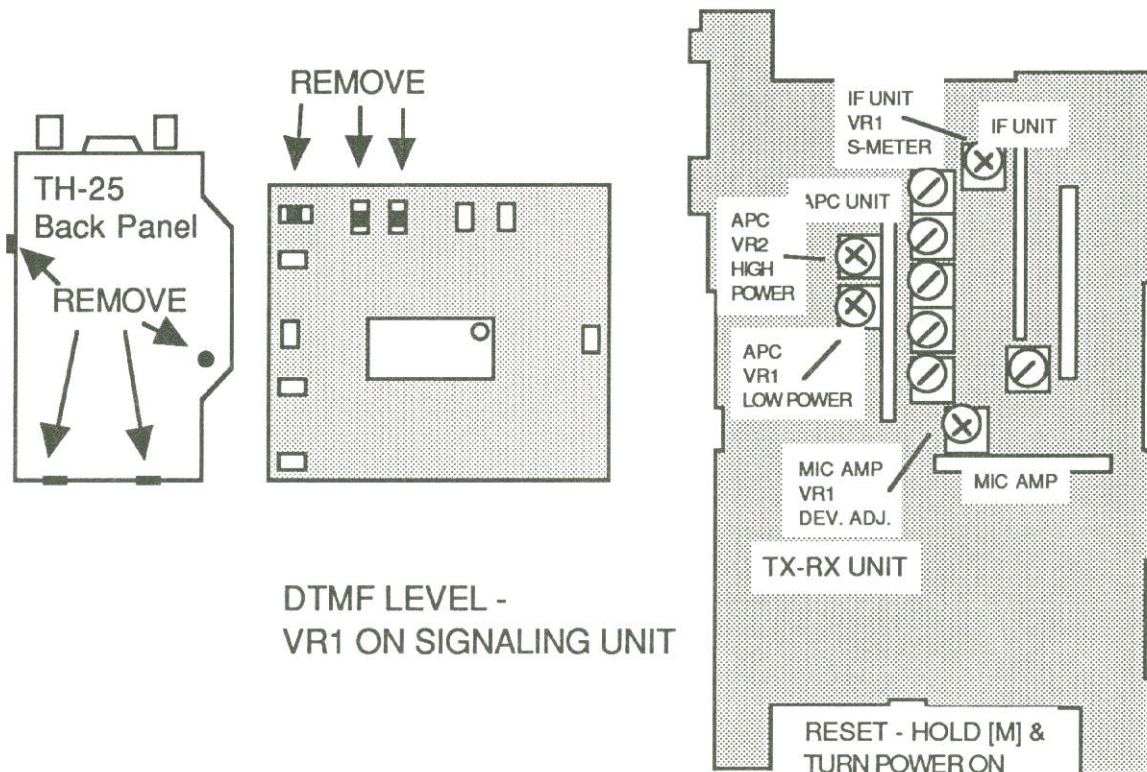 REMOVE
TH-25
Back Panel
REMOVE
DTMF LEVEL -
VR1 ON SIGNALING UNIT
IF UNIT
VR1
S-METER
IF UNIT
APC UNIT
APC
VR2
HIGH
POWER
APC
VR1
LOW POWER
MIC AMP
VR1
DEV. ADJ.
MIC AMP
TX-RX UNIT
RESET - HOLD [M] &
TURN POWER ON